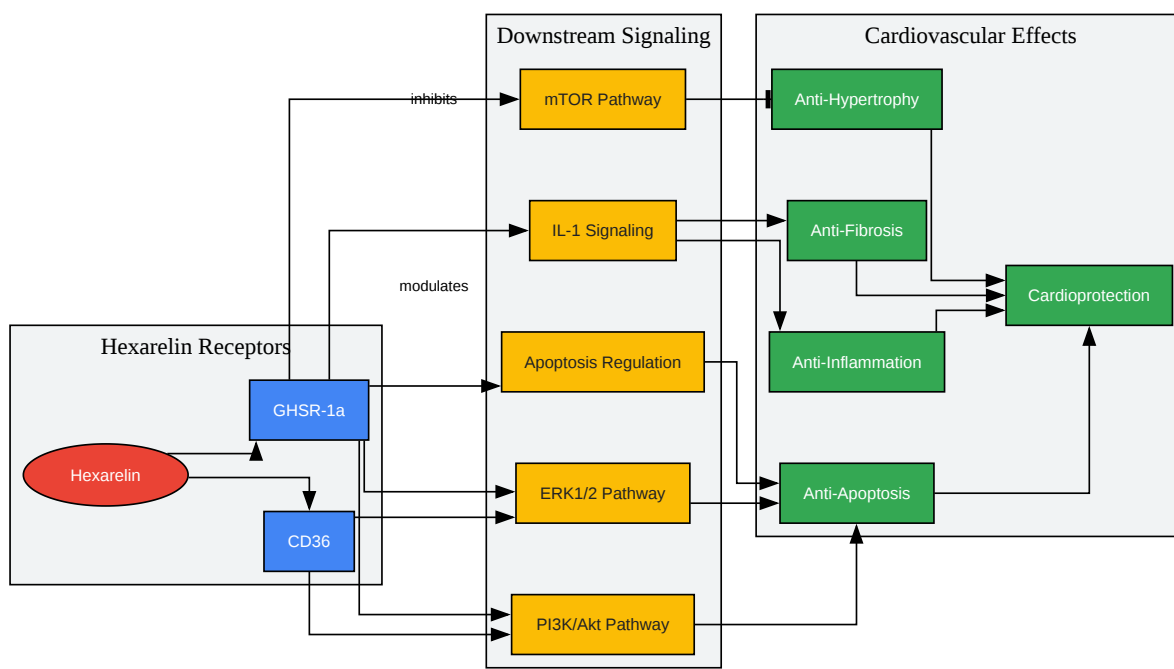 Downstream Signaling
Cardiovascular Effects
inhibits
mTOR Pathway
Anti-Hypertrophy
IL-1 Signaling
Anti-Fibrosis
modulates
Cardioprotection
Hexarelin Receptors
Apoptosis Regulation
Anti-Inflammation
GHSR-1a
Hexarelin
ERK1/2 Pathway
Anti-Apoptosis
CD36
PI3K/Akt Pathway